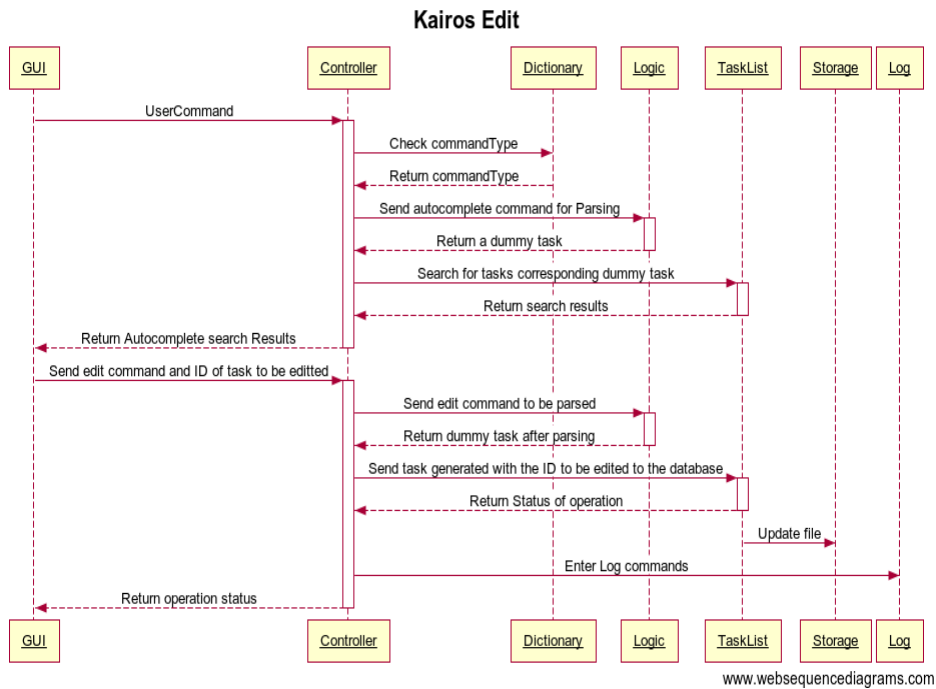 Kairos Edit
GUI Controller Dictionary Logic TaskList Storage Log
UserCommand
Check commandType
Return commandType
Send autocomplete command for Parsing
Return a dummy task
Search for tasks corresponding dummy task
Return search results
Return Autocomplete search Results
Send edit command and ID of task to be editted
Send edit command to be parsed
Return dummy task after parsing
Send task generated with the ID to be edited to the database
Return Status of operation
Update file
Enter Log commands
Return operation status
GUI Controller Dictionary Logic TaskList Storage Log
www.websequencediagrams.com